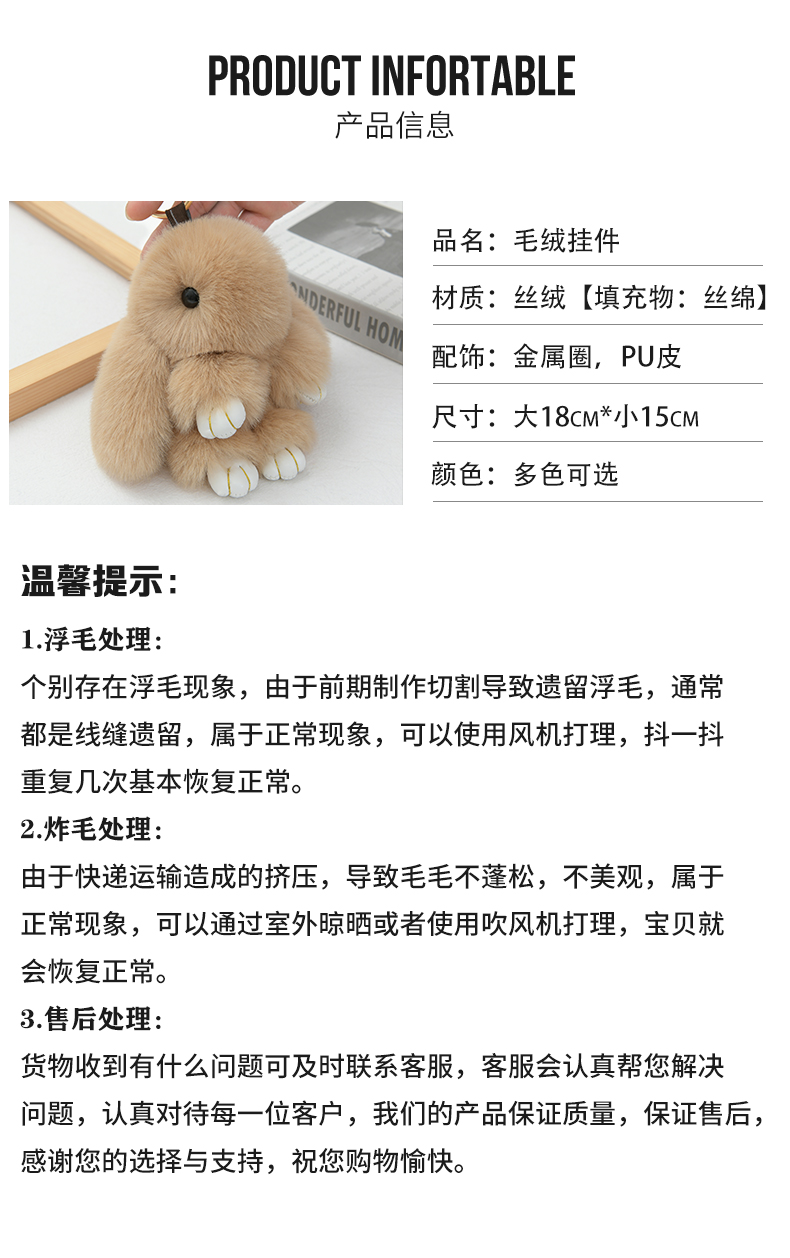 PRODUCT INFORTABLE
产品信息
ONDERFUL HOM
品名：毛绒挂件
材质：丝绒【填充物：丝绵】
配饰：金属圈，PU皮
尺寸：大18CM*小15CM
颜色：多色可选
温馨提示：
1.浮毛处理：
个别存在浮毛现象，由于前期制作切割导致遗留浮毛，通常
都是线缝遗留，属于正常现象，可以使用风机打理，抖一抖
重复几次基本恢复正常。
2.炸毛处理：
由于快递运输造成的挤压，导致毛毛不蓬松，不美观，属于
正常现象，可以通过室外晾晒或者使用吹风机打理，宝贝就
会恢复正常。
3.售后处理：
货物收到有什么问题可及时联系客服，客服会认真帮您解决
问题，认真对待每一位客户，我们的产品保证质量，保证售后，
感谢您的选择与支持，祝您购物愉快。